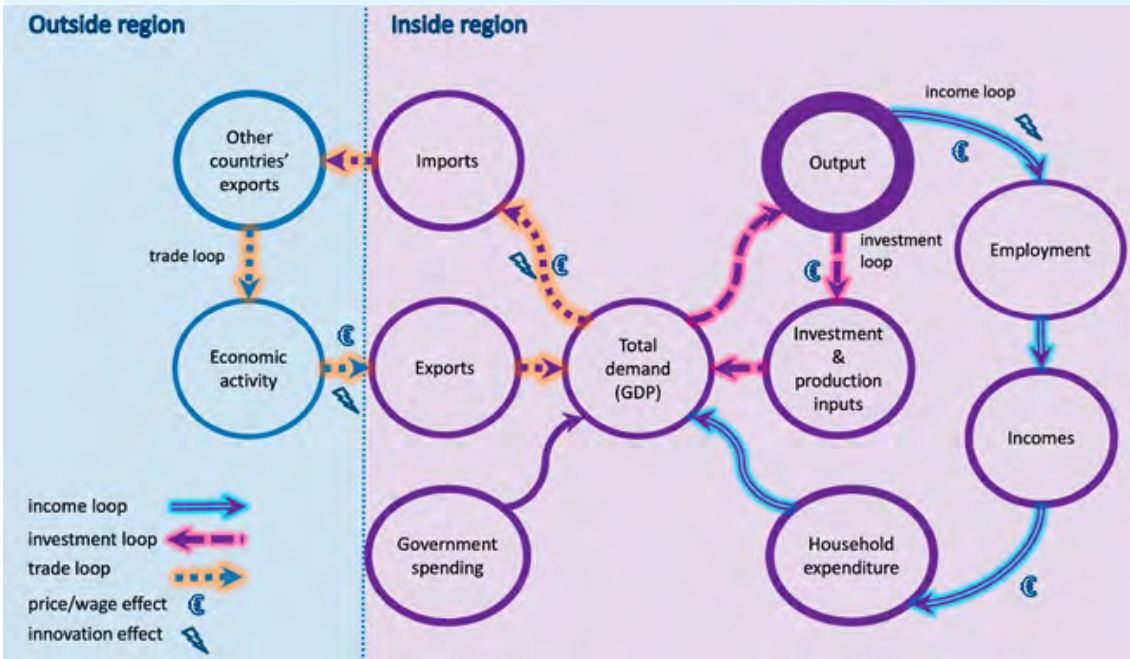 Outside region
Inside region
Other
countries'
exports
Imports
Output
income loop
trade loop
investment
loop
Employment
Economic
activity
Exports
Total
demand
(GDP)
Investment
&
production
inputs
Incomes
Government
spending
Household
expenditure
income loop
investment loop
trade loop
price/wage effect
innovation effect